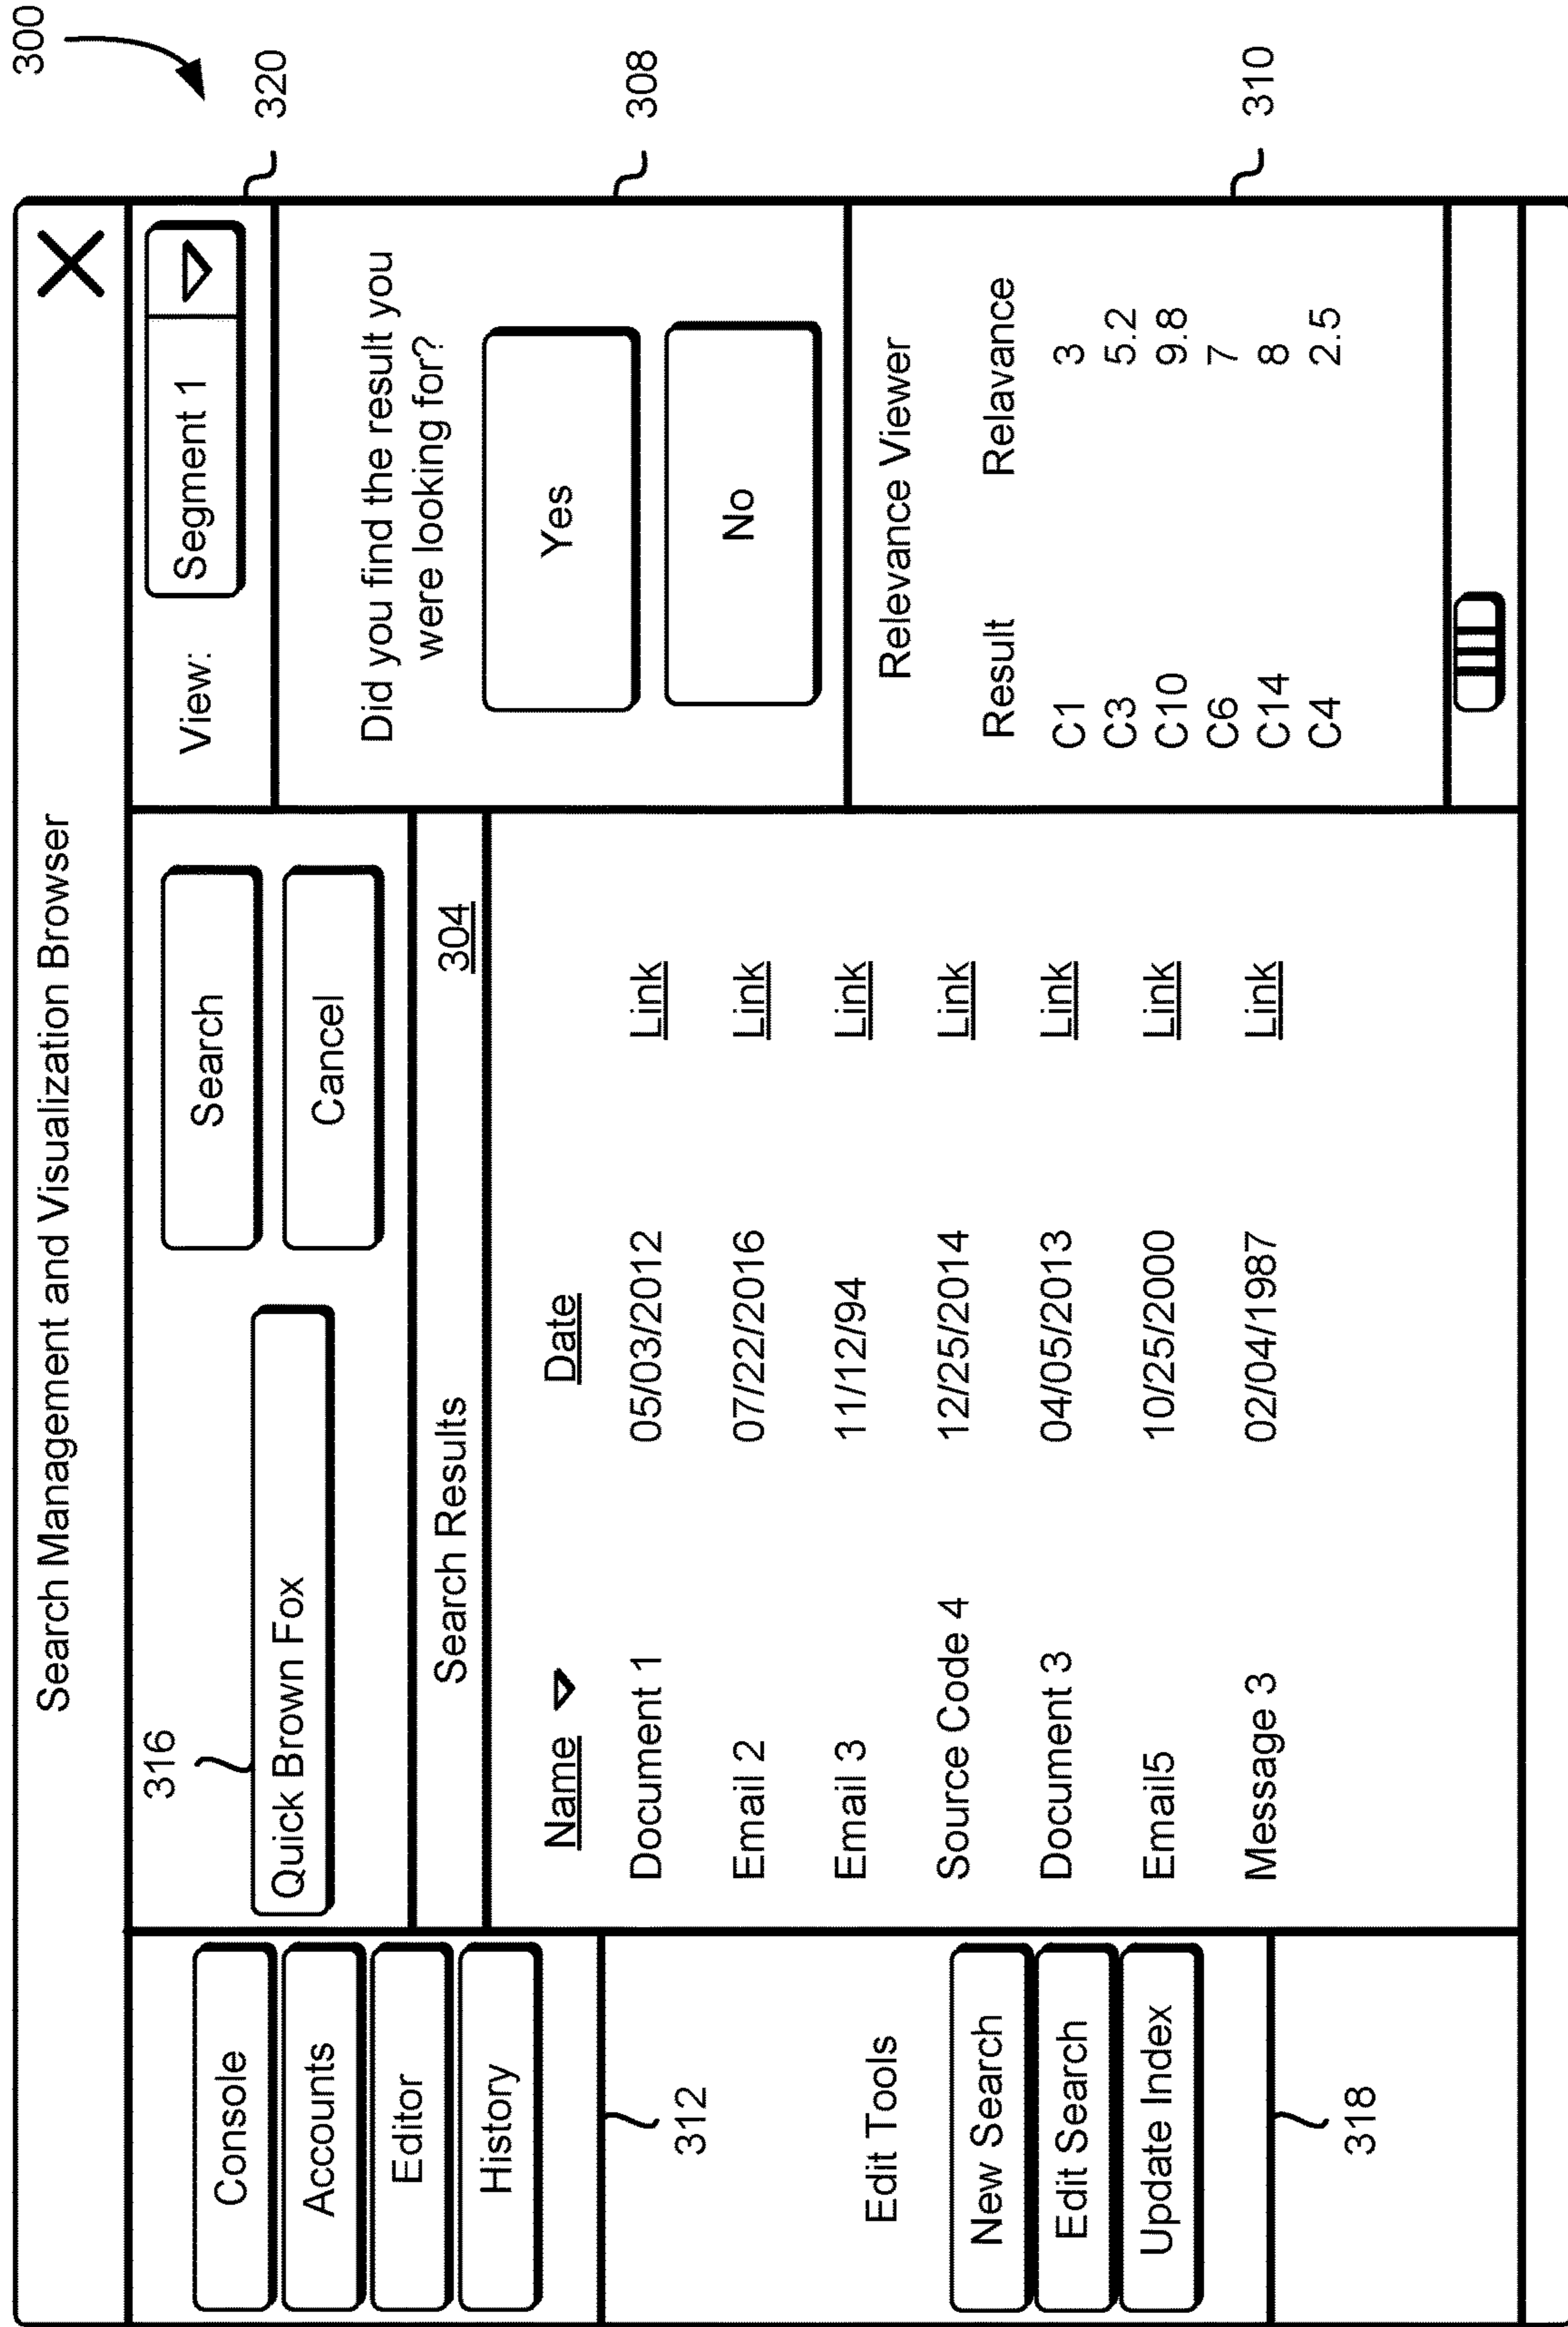 300
Search Management and Visualization Browser
Console
Accounts
Editor
History
312
Edit Tools
New Search
Edit Search
Update Index
318
316
Quick Brown Fox
Search
Cancel
Search Results 304
Name Date
Document 1 05/03/2012 Link
Email 2 07/22/2016 Link
Email 3 11/12/94 Link
Source Code 4 12/25/2014 Link
Document 3 04/05/2013 Link
Email5 10/25/2000 Link
Message 3 02/04/1987 Link
View: Segment 1
320
Did you find the result you
were looking for?
Yes
No
308
Relevance Viewer
Result Relavance
C1 3
C3 5.2
C10 9.8
C6 7
C14 8
C4 2.5
310